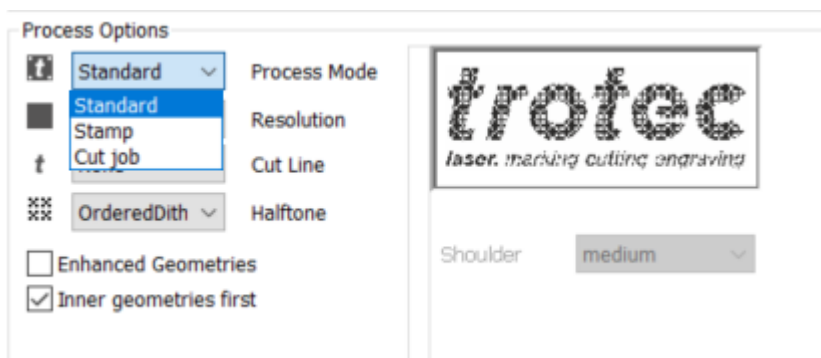 Process Options
t Standard Process Mode
Standard
Stamp
Cut job
Resolution
t Cut Line
OrderedDith Halftone
Enhanced Geometries
Inner geometries first
trotec
laser. marking cutting engraving
Shoulder medium